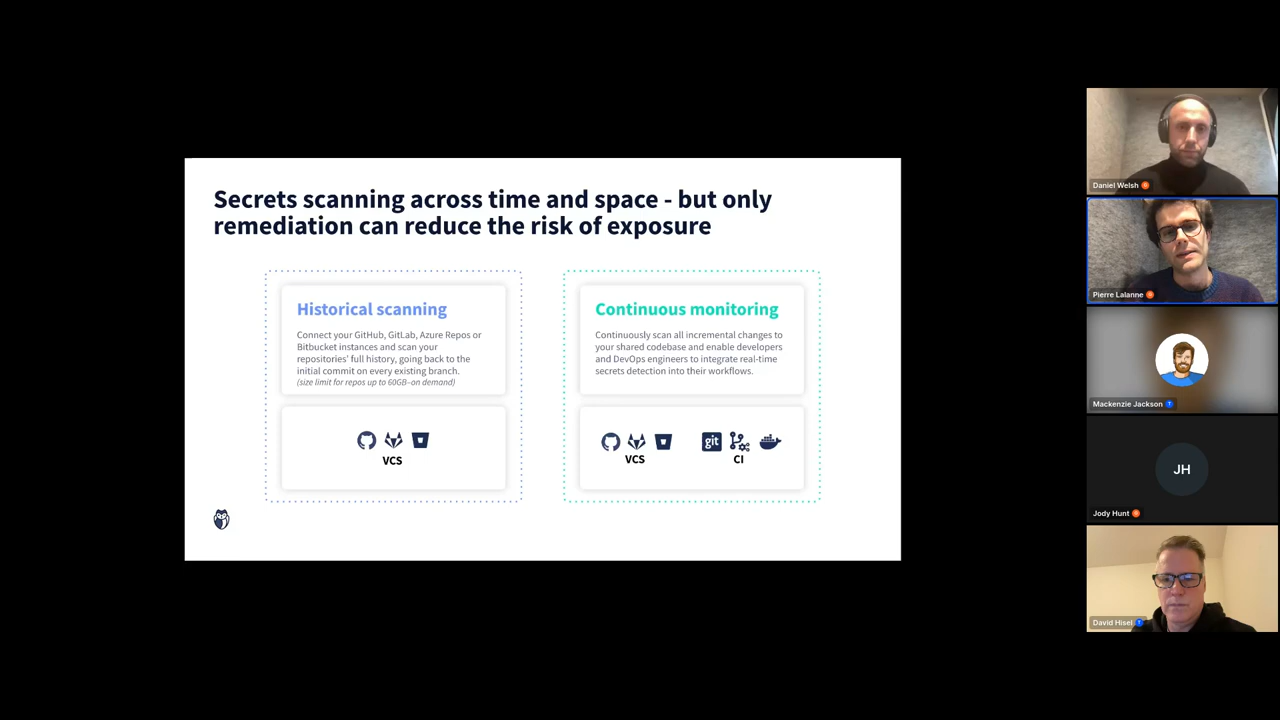 Secrets scanning across time and space - but only
remediation can reduce the risk of exposure
Historical scanning
Connect your GitHub, GitLab, Azure Repos or
Bitbucket instances and scan your
repositories' full history, going back to the
initial commit on every existing branch.
(size limit for repos up to 60GB–on demand)
VCS
Continuous monitoring
Continuously scan all incremental changes to
your shared codebase and enable developers
and DevOps engineers to integrate real-time
secrets detection into their workflows.
VCS
git
CI
Daniel Welsh
Pierre Lalanne
Mackenzie Jackson
JH
Jody Hunt
David Hisel